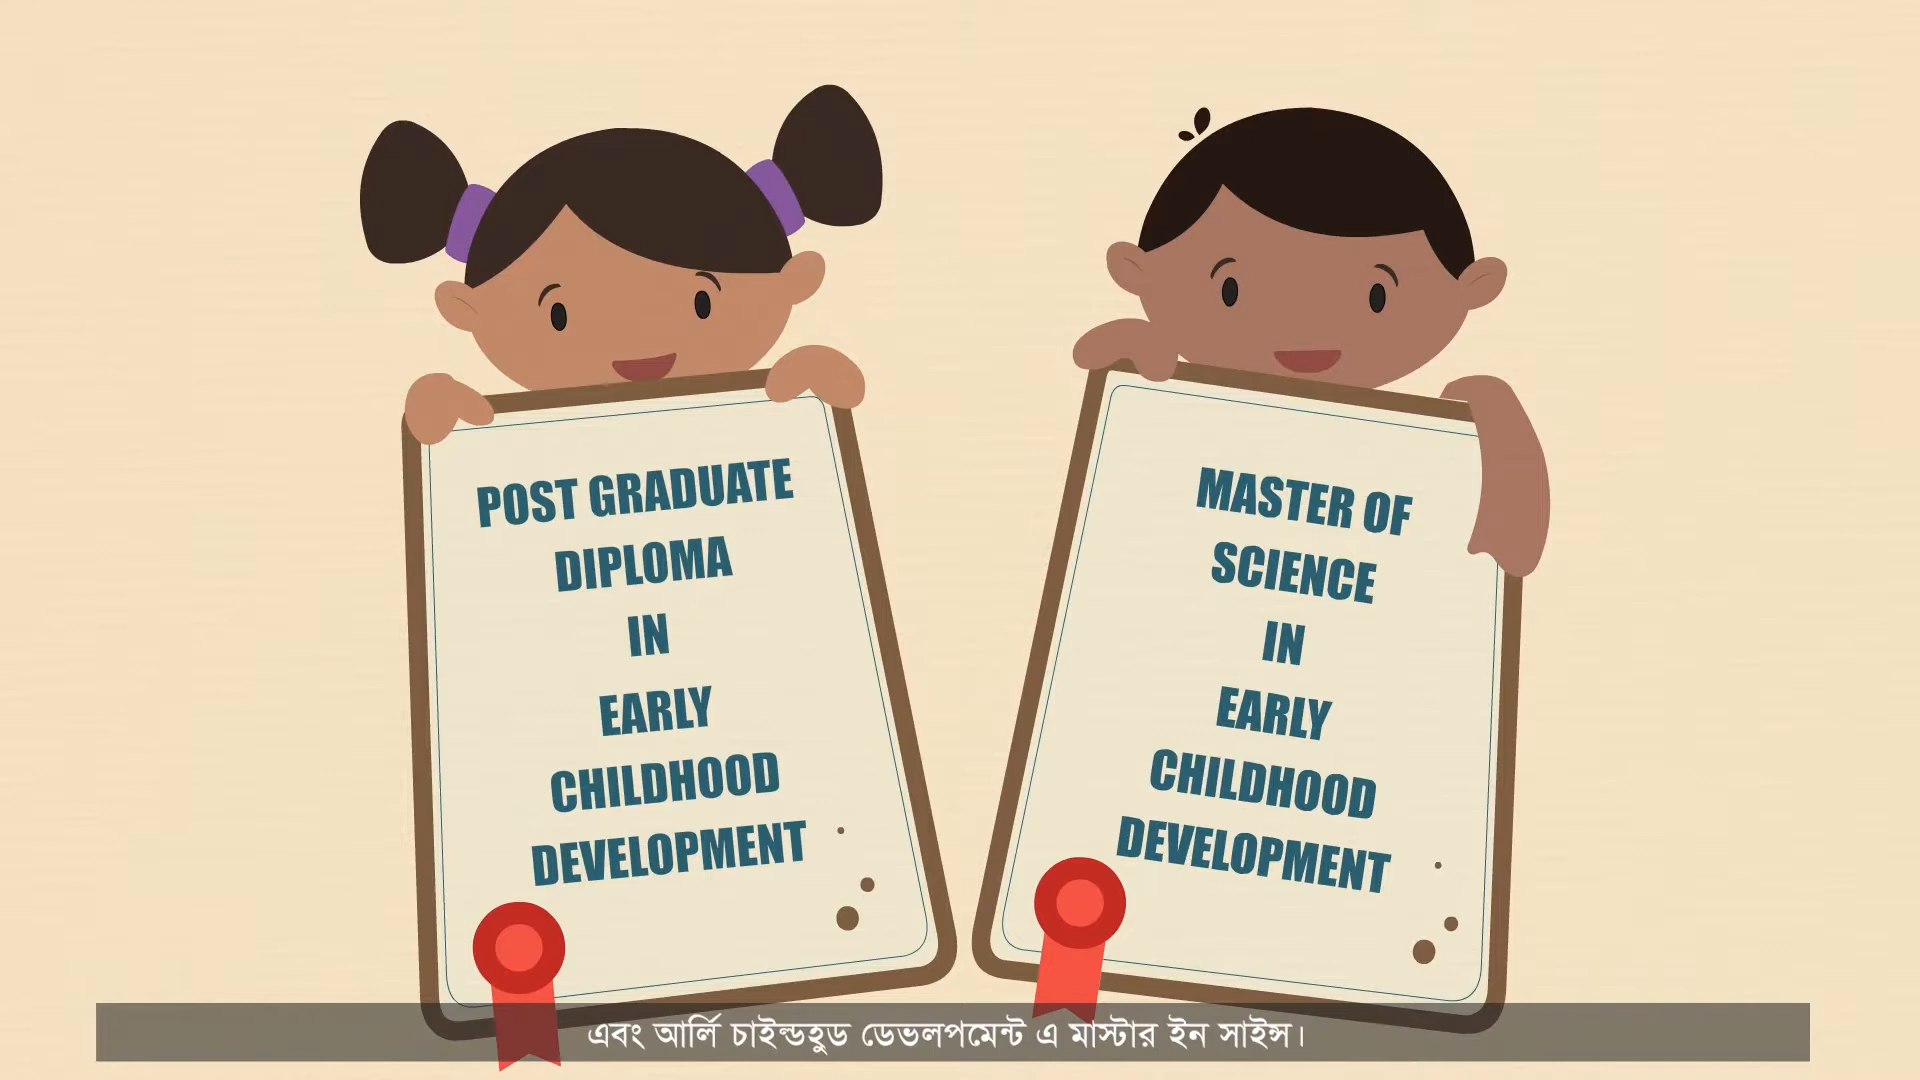 POST GRADUATE
DIPLOMA
IN
EARLY
CHILDHOOD
DEVELOPMENT
MASTER OF
SCIENCE
IN
EARLY
CHILDHOOD
DEVELOPMENT
এবং আর্লি চাইল্ডহুড ডেভলপমেন্ট এ মাস্টার ইন সাইন্স।